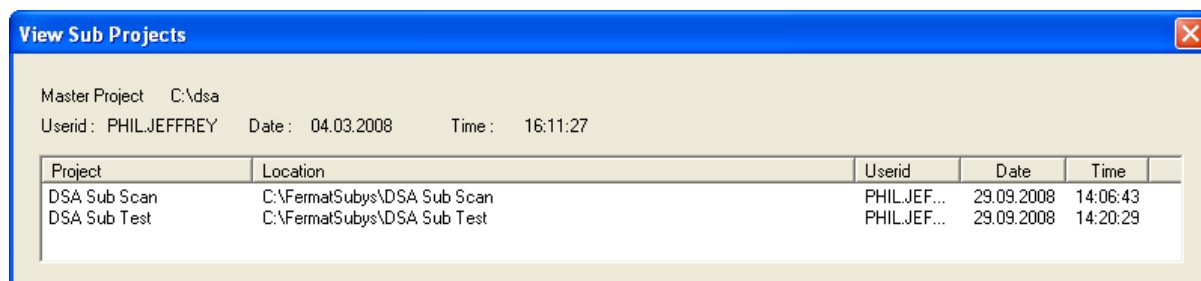 View Sub Projects
Master Project C:\dsa
Userid : PHIL.JEFFREY Date : 04.03.2008 Time : 16:11:27
Project Location Userid Date Time
DSA Sub Scan C:\FermatSubys\DSA Sub Scan PHIL.JEF... 29.09.2008 14:06:43
DSA Sub Test C:\FermatSubys\DSA Sub Test PHIL.JEF... 29.09.2008 14:20:29